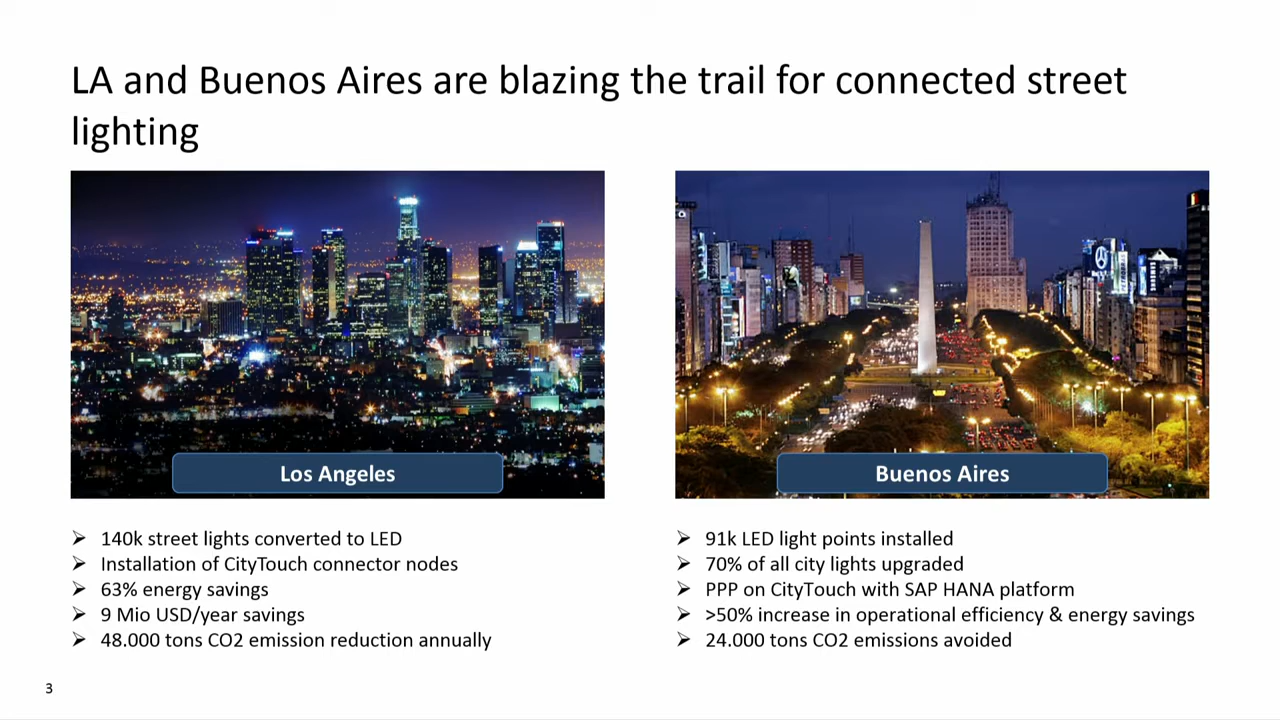 LA and Buenos Aires are blazing the trail for connected street
lighting
Los Angeles
➢ 140k street lights converted to LED
➢ Installation of CityTouch connector nodes
➢ 63% energy savings
➢ 9 Mio USD/year savings
➢ 48.000 tons CO2 emission reduction annually
Buenos Aires
➢ 91k LED light points installed
➢ 70% of all city lights upgraded
➢ PPP on CityTouch with SAP HANA platform
➢ >50% increase in operational efficiency & energy savings
➢ 24.000 tons CO2 emissions avoided
3